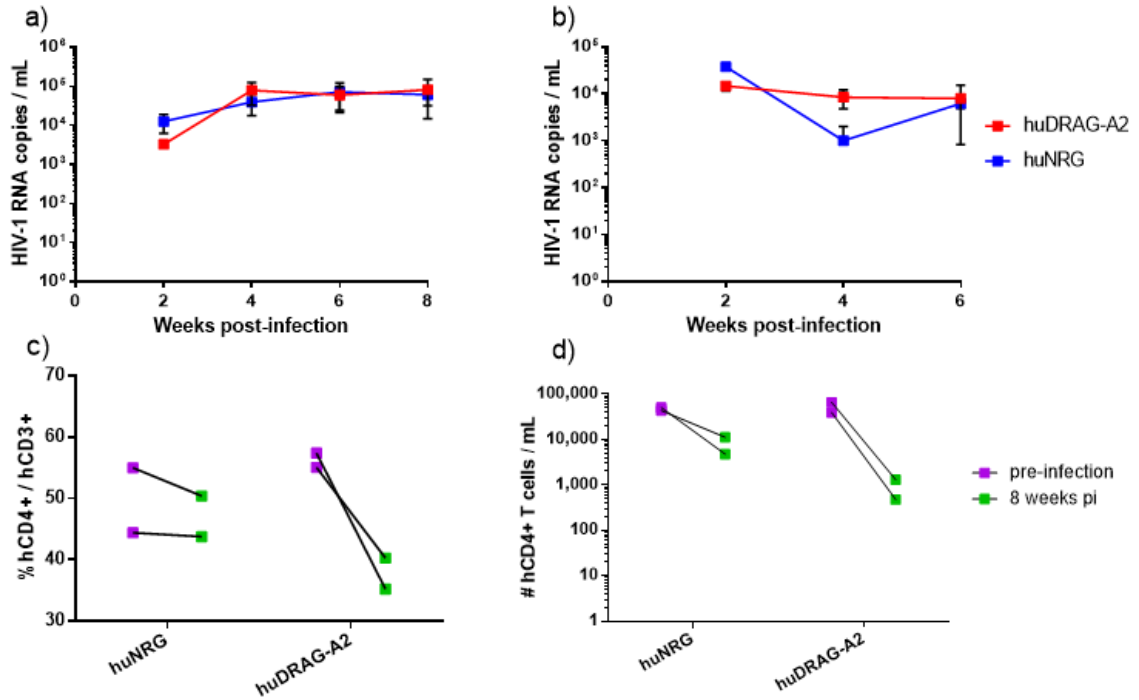 a)
HIV-1 RNA copies / mL
10⁶
10⁵
10⁴
10³
10²
10¹
10⁰
0 2 4 6 8
Weeks post-infection
b)
HIV-1 RNA copies / mL
10⁵
10⁴
10³
10²
10¹
10⁰
0 2 4 6
Weeks post-infection
huDRAG-A2
huNRG
c)
% hCD4+ / hCD3+
70
60
50
40
30
huNRG huDRAG-A2
d)
# hCD4+ T cells / mL
100,000
10,000
1,000
100
10
1
huNRG huDRAG-A2
pre-infection
8 weeks pi